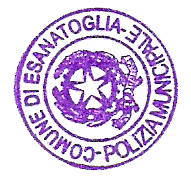 COMUNE DI ESANATOGLIA - POLIZIA MUNICIPALE -